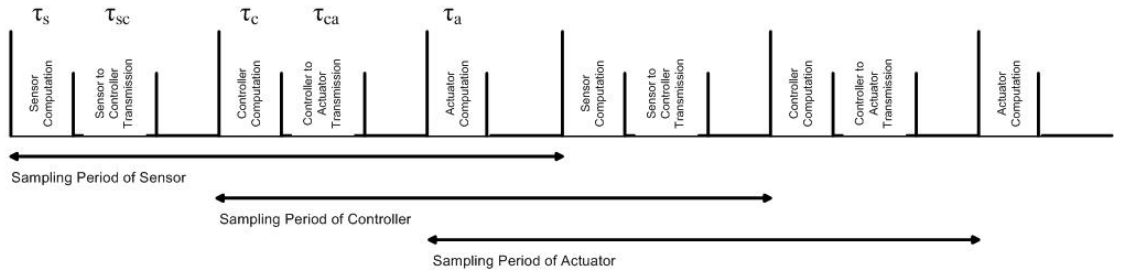 τs
τsc
τc
τca
τa
Sensor
Computation
Sensor to
Controller
Transmission
Controller
Computation
Controller to
Actuator
Transmission
Actuator
Computation
Sensor
Computation
Sensor to
Controller
Transmission
Controller
Computation
Controller to
Actuator
Transmission
Actuator
Computation
Sampling Period of Sensor
Sampling Period of Controller
Sampling Period of Actuator